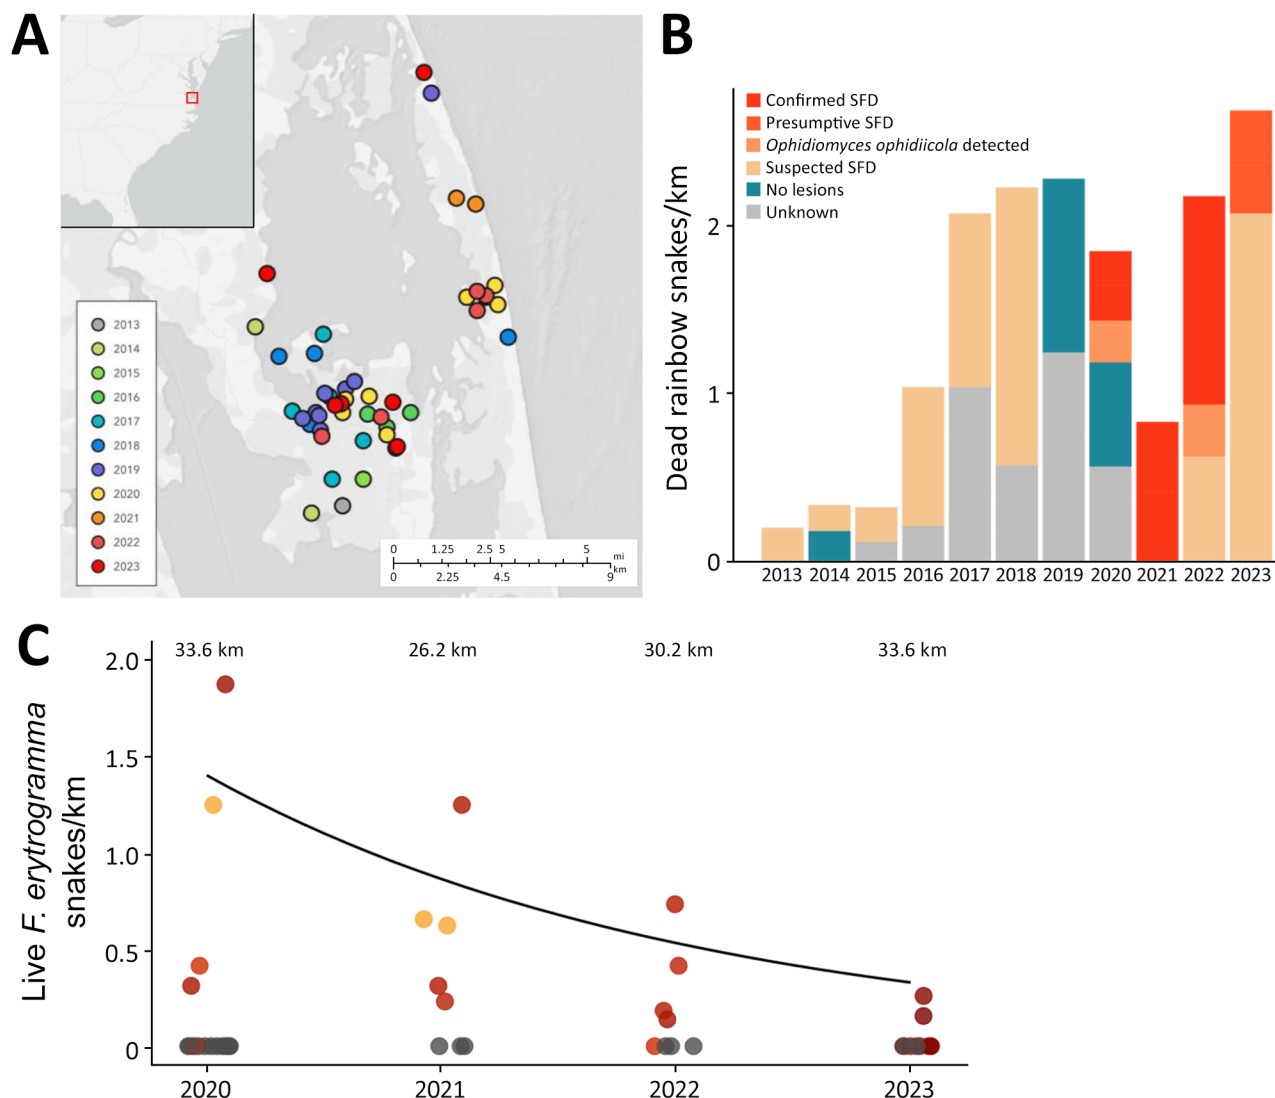 A
2013
2014
2015
2016
2017
2018
2019
2020
2021
2022
2023
0 1.25 2.5 5 5 mi
0 2.25 4.5 9 km
B
Confirmed SFD
Presumptive SFD
Ophidiomyces ophidiicola detected
Suspected SFD
No lesions
Unknown
Dead rainbow snakes/km
2
1
0
2013 2014 2015 2016 2017 2018 2019 2020 2021 2022 2023
C
33.6 km 26.2 km 30.2 km 33.6 km
Live F. erytrogramma
snakes/km
2.0
1.5
1.0
0.5
0
2020 2021 2022 2023